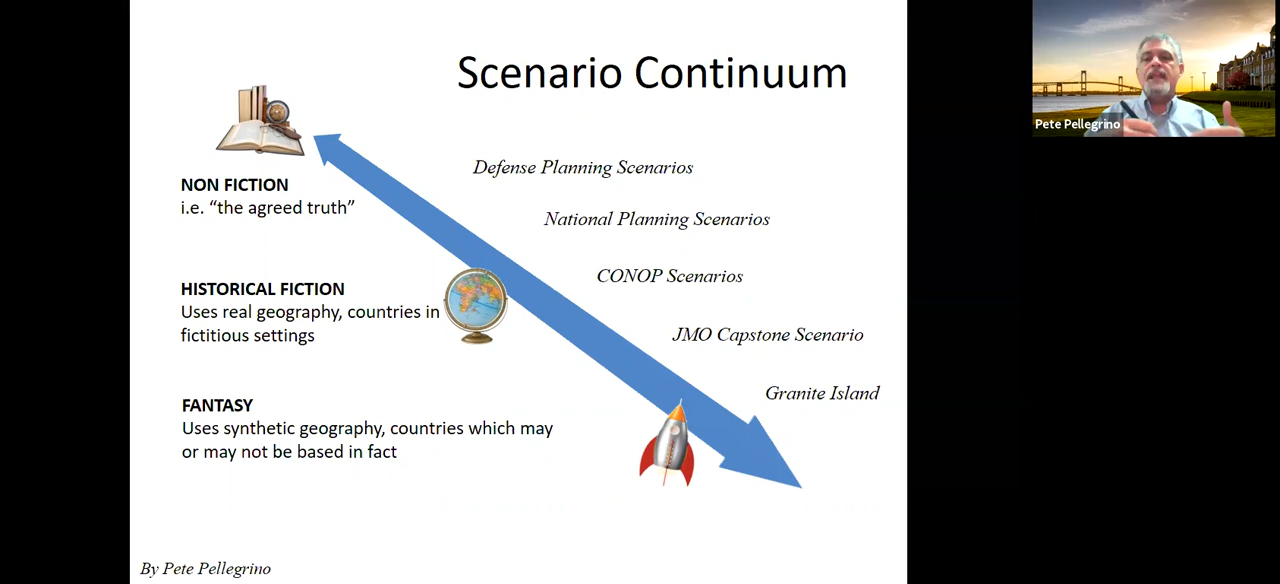 Scenario Continuum
Pete Pellegrino
Defense Planning Scenarios
NON FICTION
i.e. “the agreed truth”
National Planning Scenarios
CONOP Scenarios
HISTORICAL FICTION
Uses real geography, countries in
fictitious settings
JMO Capstone Scenario
Granite Island
FANTASY
Uses synthetic geography, countries which may
or may not be based in fact
By Pete Pellegrino